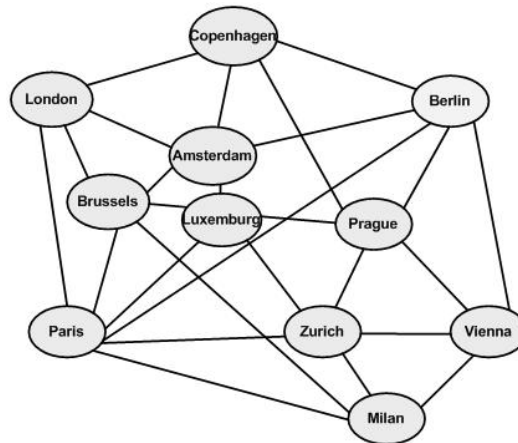 Copenhagen
London
Berlin
Amsterdam
Brussels
Luxemburg
Prague
Paris
Zurich
Vienna
Milan